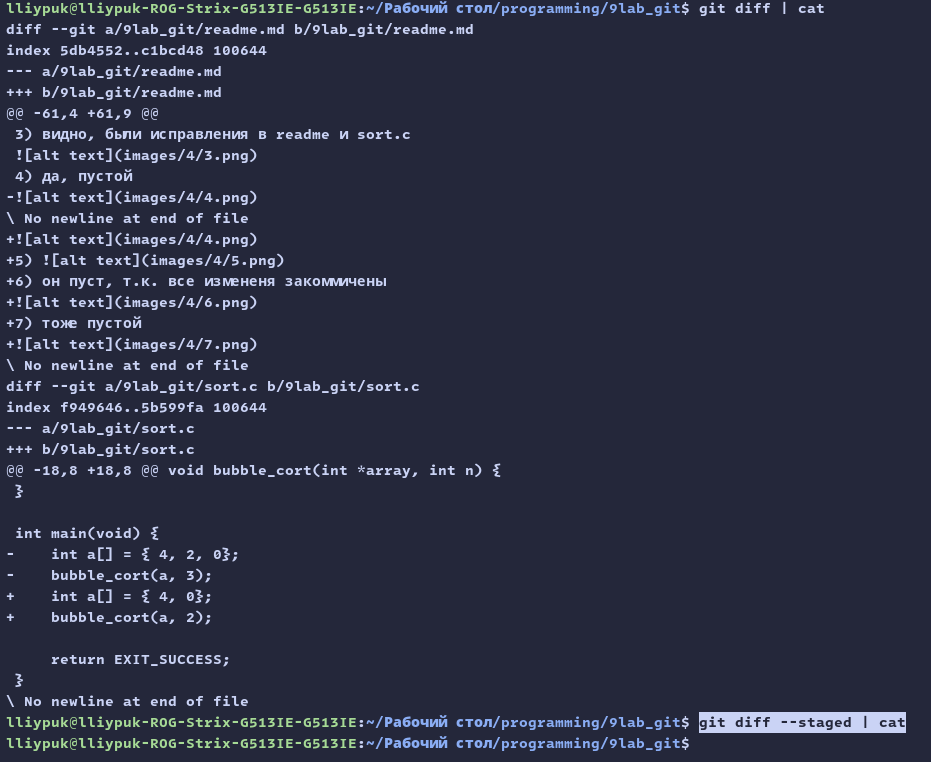 lliypuk@lliypuk-ROG-Strix-G513IE-G513IE:~/Рабочий стол/programming/9lab_git$ git diff | cat
diff --git a/9lab_git/readme.md b/9lab_git/readme.md
index 5db4552..c1bcd48 100644
--- a/9lab_git/readme.md
+++ b/9lab_git/readme.md
@@ -61,4 +61,9 @@
 3) видно, были исправления в readme и sort.c
 ![alt text](images/4/3.png)
 4) да, пустой
-![alt text](images/4/4.png)
\ No newline at end of file
+![alt text](images/4/4.png)
+5) ![alt text](images/4/5.png)
+6) он пуст, т.к. все измененя закоммичены
+![alt text](images/4/6.png)
+7) тоже пустой
+![alt text](images/4/7.png)
\ No newline at end of file
diff --git a/9lab_git/sort.c b/9lab_git/sort.c
index f949646..5b599fa 100644
--- a/9lab_git/sort.c
+++ b/9lab_git/sort.c
@@ -18,8 +18,8 @@ void bubble_cort(int *array, int n) {
 }
 int main(void) {
-    int a[] = { 4, 2, 0};
-    bubble_cort(a, 3);
+    int a[] = { 4, 0};
+    bubble_cort(a, 2);
     return EXIT_SUCCESS;
 }
\ No newline at end of file
lliypuk@lliypuk-ROG-Strix-G513IE-G513IE:~/Рабочий стол/programming/9lab_git$ git diff --staged | cat
lliypuk@lliypuk-ROG-Strix-G513IE-G513IE:~/Рабочий стол/programming/9lab_git$